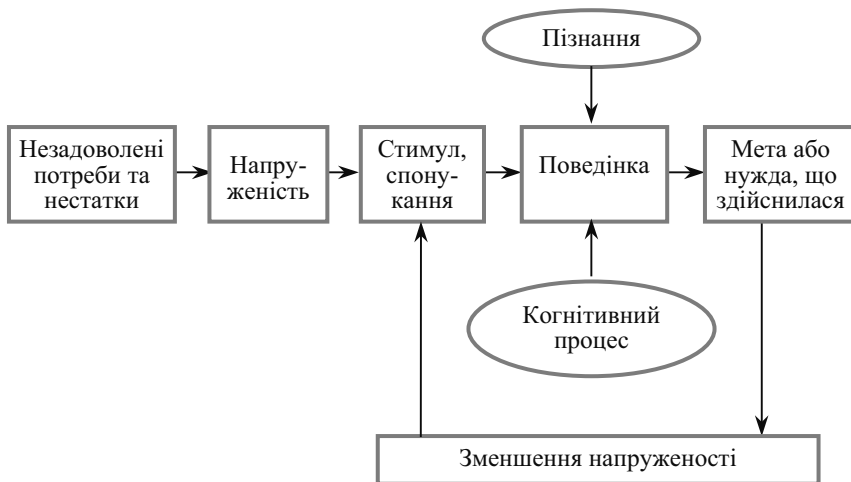 Пізнання
Незадоволені
потреби та
нестатки
Напру-
женість
Стимул,
спону-
кання
Поведінка
Мета або
нужда, що
здійснилася
Когнітивний
процес
Зменшення напруженості